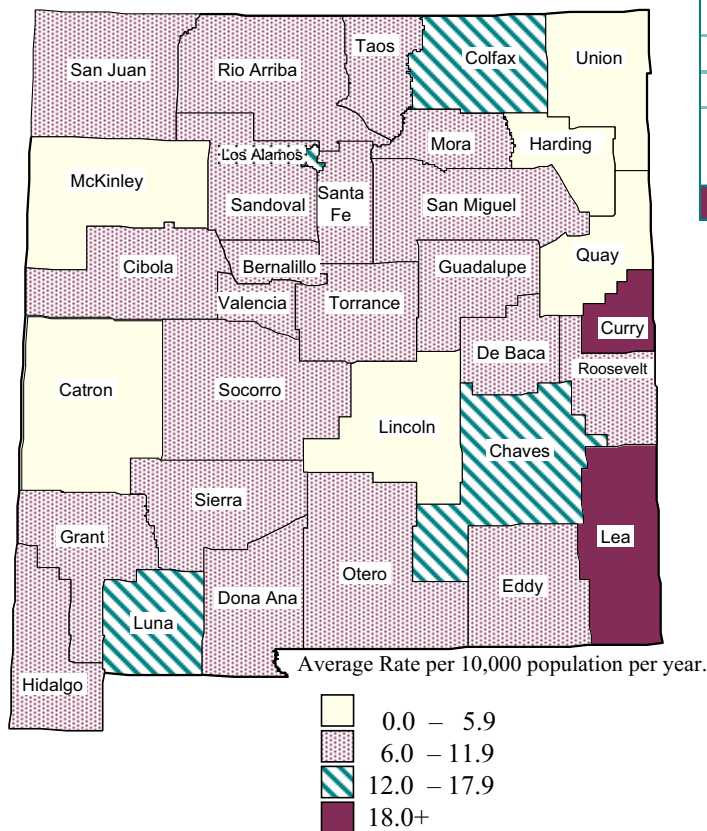 Taos
San Juan
Rio Arriba
Colfax
Union
Mora
Harding
Los Alamos
McKinley
Sandoval
Santa
Fe
San Miguel
Quay
Cibola
Bernalillo
Guadalupe
Valencia
Torrance
Curry
De Baca
Roosevelt
Catron
Socorro
Lincoln
Chaves
Sierra
Grant
Lea
Otero
Eddy
Dona Ana
Luna
Hidalgo
Average Rate per 10,000 population per year.
0.0 – 5.9
6.0 – 11.9
12.0 – 17.9
18.0+